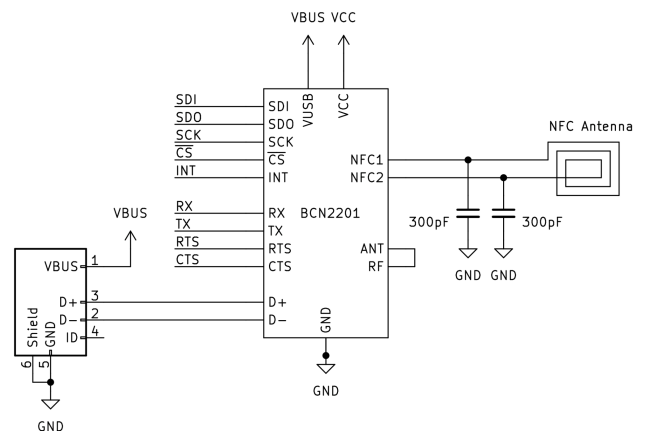 VBUS VCC
SDI
SDO
SCK
CS
INT
RX
TX
RTS
CTS
SDI
SDO
SCK
CS
INT
RX
TX
RTS
CTS
D+
D−
VUSB
VCC
BCN2201
GND
NFC1
NFC2
ANT
RF
GND
NFC Antenna
300pF
300pF
GND
GND
VBUS
VBUS
1
D+
3
D−
2
ID
4
Shield
GND
6
5
GND